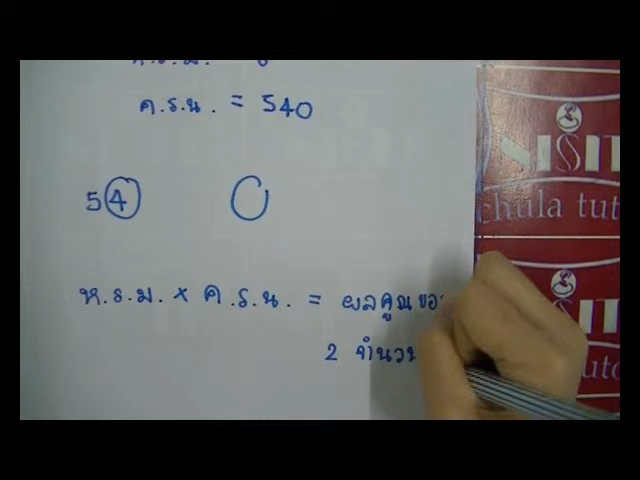 ค.ร.น. = 540
54
ห.ร.ม. × ค.ร.น. = ผลคูณของ
2 จำนวน
NISIT
chula tut